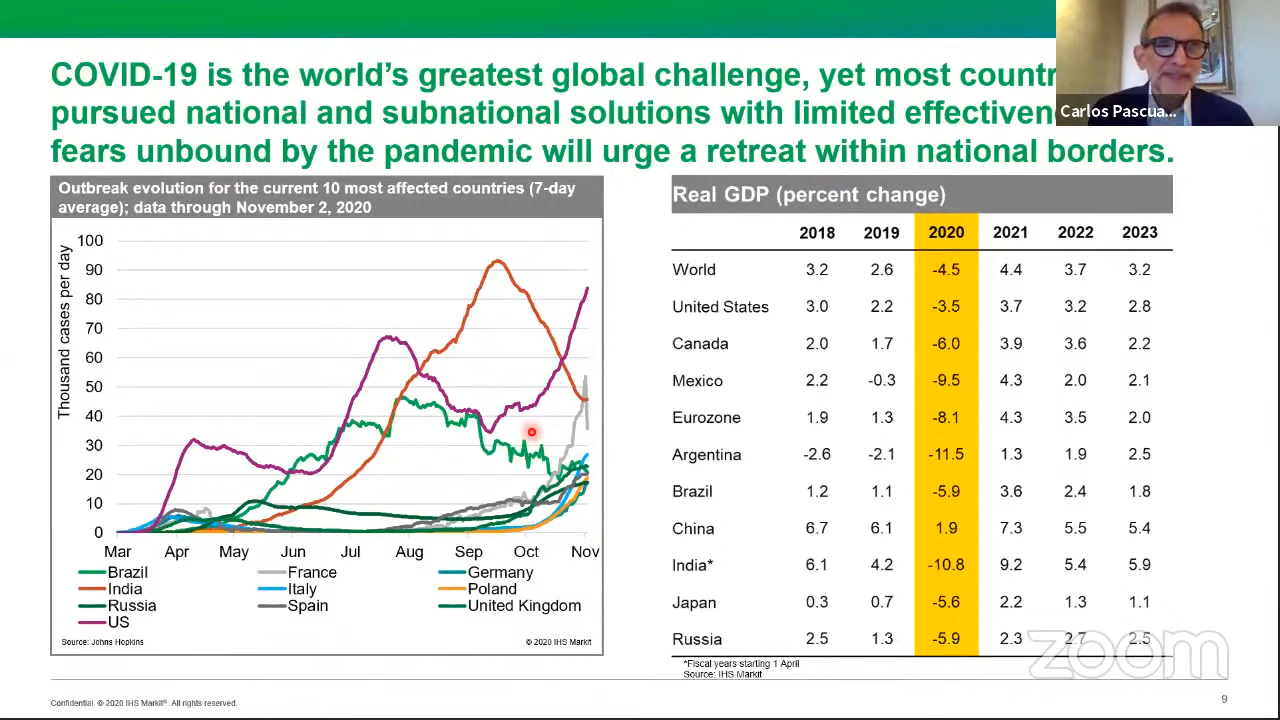 COVID-19 is the world's greatest global challenge, yet most countr
pursued national and subnational solutions with limited effectiven
fears unbound by the pandemic will urge a retreat within national borders.
Carlos Pascua...
Outbreak evolution for the current 10 most affected countries (7-day
average); data through November 2, 2020
Thousand cases per day
100
90
80
70
60
50
40
30
20
10
0
Mar Apr May Jun Jul Aug Sep Oct Nov
Brazil France Germany
India Italy Poland
Russia Spain United Kingdom
US
Source: Johns Hopkins © 2020 IHS Markit
Real GDP (percent change)
2018 2019 2020 2021 2022 2023
World 3.2 2.6 -4.5 4.4 3.7 3.2
United States 3.0 2.2 -3.5 3.7 3.2 2.8
Canada 2.0 1.7 -6.0 3.9 3.6 2.2
Mexico 2.2 -0.3 -9.5 4.3 2.0 2.1
Eurozone 1.9 1.3 -8.1 4.3 3.5 2.0
Argentina -2.6 -2.1 -11.5 1.3 1.9 2.5
Brazil 1.2 1.1 -5.9 3.6 2.4 1.8
China 6.7 6.1 1.9 7.3 5.5 5.4
India* 6.1 4.2 -10.8 9.2 5.4 5.9
Japan 0.3 0.7 -5.6 2.2 1.3 1.1
Russia 2.5 1.3 -5.9 2.3 2.7 2.5
*Fiscal years starting 1 April
Source: IHS Markit
zoom
Confidential. © 2020 IHS Markit®. All rights reserved.
9